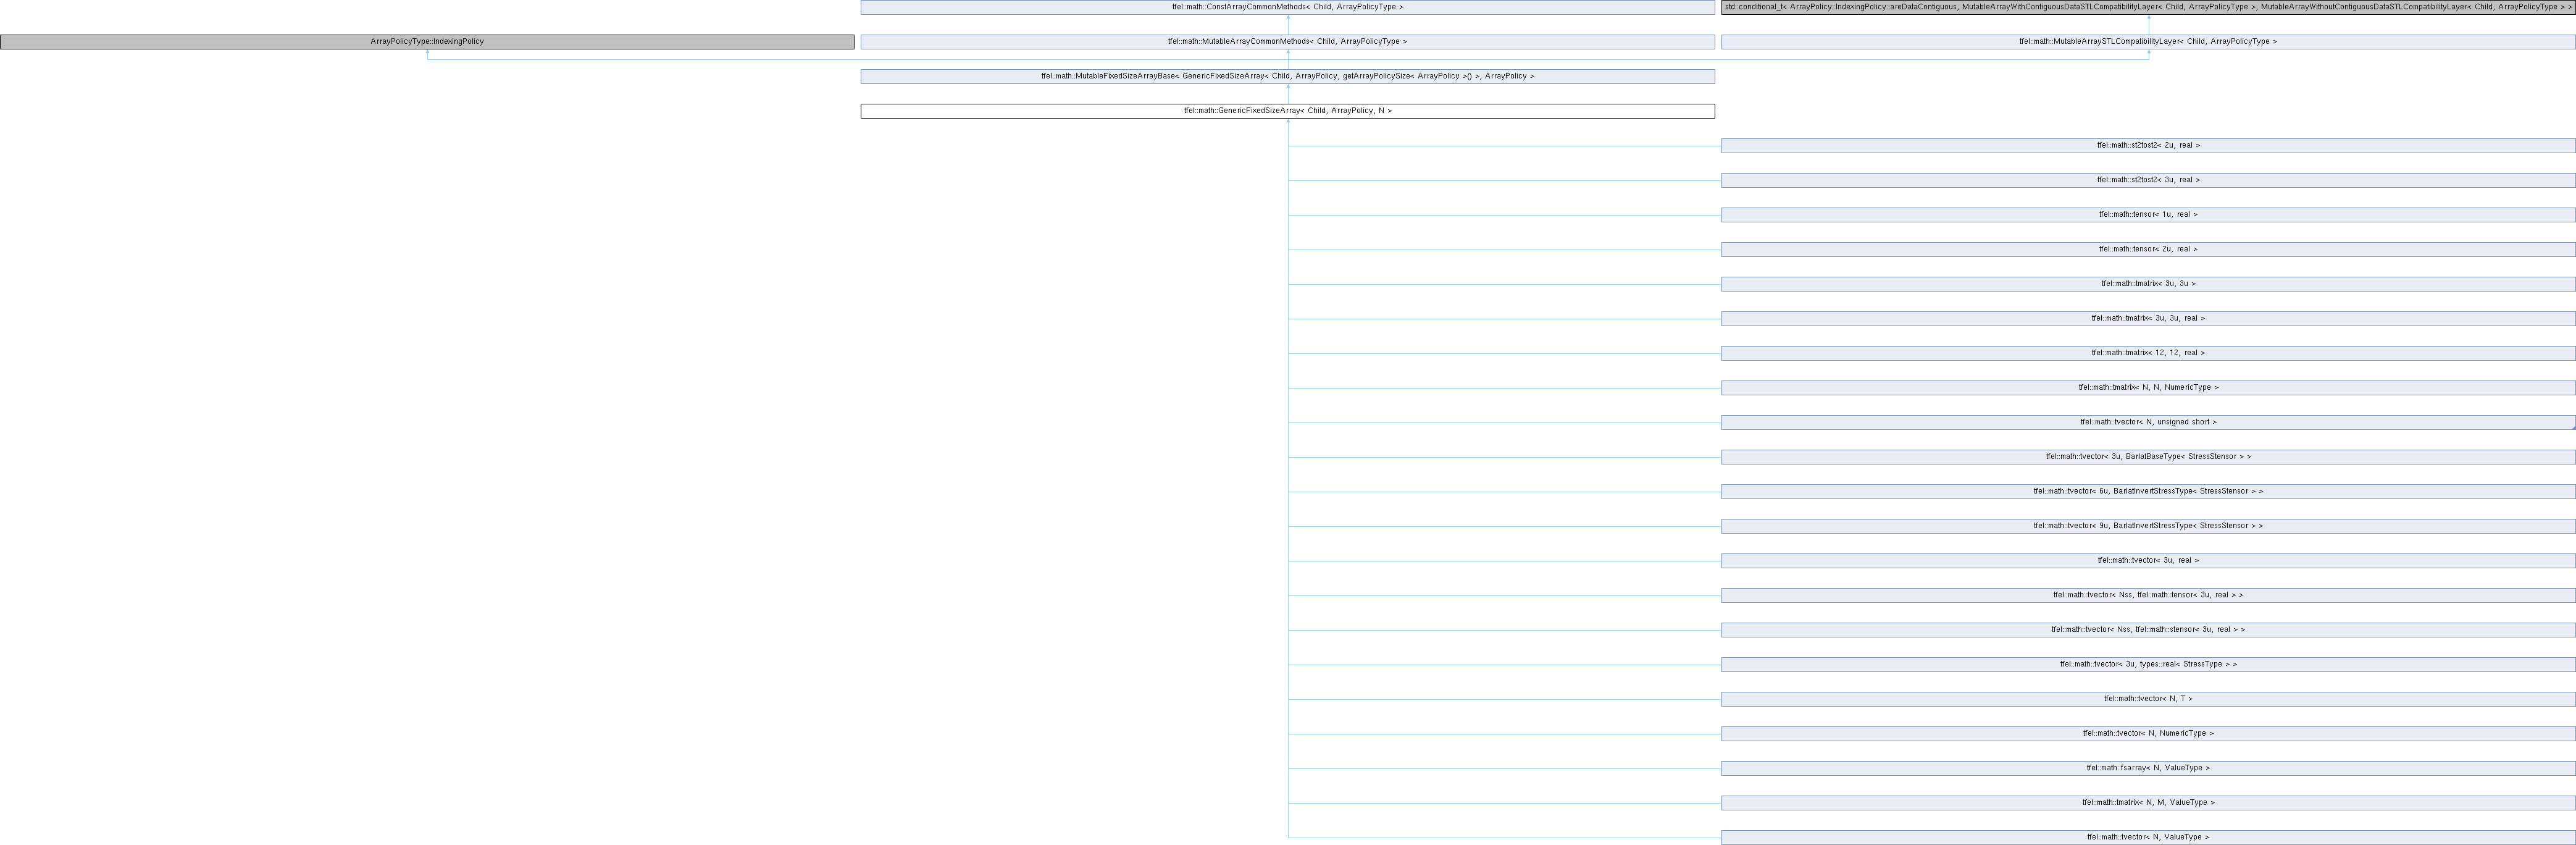 tfel::math::ConstArrayCommonMethods< Child, ArrayPolicyType >
std::conditional_t< ArrayPolicy::IndexingPolicy::areDataContiguous, MutableArrayWithContiguousDataSTLCompatibilityLayer< Child, ArrayPolicyType >, MutableArrayWithoutContiguousDataSTLCompatibilityLayer< Child, ArrayPolicyType > >
ArrayPolicyType::IndexingPolicy
tfel::math::MutableArrayCommonMethods< Child, ArrayPolicyType >
tfel::math::MutableArraySTLCompatibilityLayer< Child, ArrayPolicyType >
tfel::math::MutableFixedSizeArrayBase< GenericFixedSizeArray< Child, ArrayPolicy, getArrayPolicySize< ArrayPolicy >() >, ArrayPolicy >
tfel::math::GenericFixedSizeArray< Child, ArrayPolicy, N >
tfel::math::st2tost2< 2u, real >
tfel::math::st2tost2< 3u, real >
tfel::math::tensor< 1u, real >
tfel::math::tensor< 2u, real >
tfel::math::tmatrix< 3u, 3u >
tfel::math::tmatrix< 3u, 3u, real >
tfel::math::tmatrix< 12, 12, real >
tfel::math::tmatrix< N, N, NumericType >
tfel::math::tvector< N, unsigned short >
tfel::math::tvector< 3u, BarlatBaseType< StressStensor > >
tfel::math::tvector< 6u, BarlatInvertStressType< StressStensor > >
tfel::math::tvector< 9u, BarlatInvertStressType< StressStensor > >
tfel::math::tvector< 3u, real >
tfel::math::tvector< Nss, tfel::math::tensor< 3u, real > >
tfel::math::tvector< Nss, tfel::math::stensor< 3u, real > >
tfel::math::tvector< 3u, types::real< StressType > >
tfel::math::tvector< N, T >
tfel::math::tvector< N, NumericType >
tfel::math::fsarray< N, ValueType >
tfel::math::tmatrix< N, M, ValueType >
tfel::math::tvector< N, ValueType >